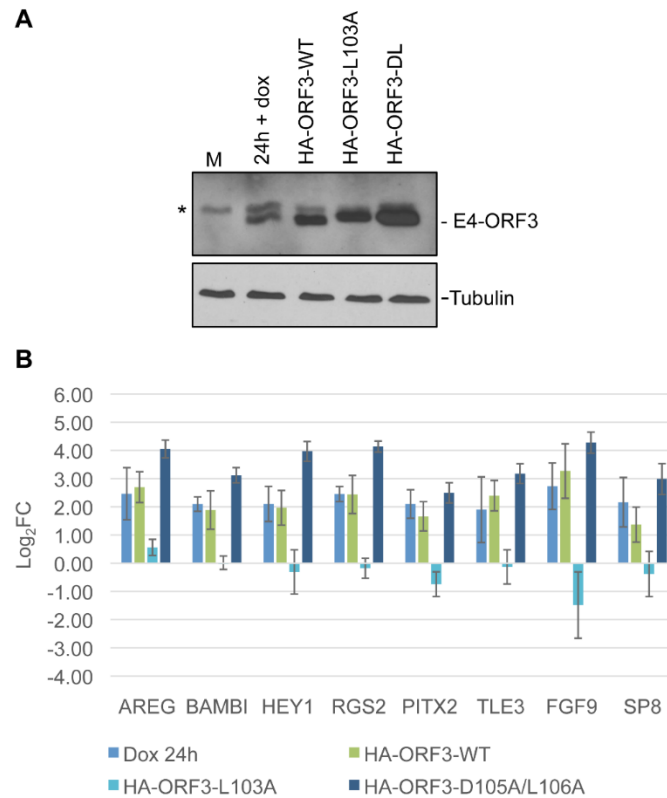 A
M
24h + dox
HA-ORF3-WT
HA-ORF3-L103A
HA-ORF3-DL
*
- E4-ORF3
-Tubulin
B
6.00
5.00
4.00
3.00
2.00
1.00
0.00
-1.00
-2.00
-3.00
-4.00
Log₂FC
AREG BAMBI HEY1 RGS2 PITX2 TLE3 FGF9 SP8
Dox 24h HA-ORF3-WT
HA-ORF3-L103A HA-ORF3-D105A/L106A